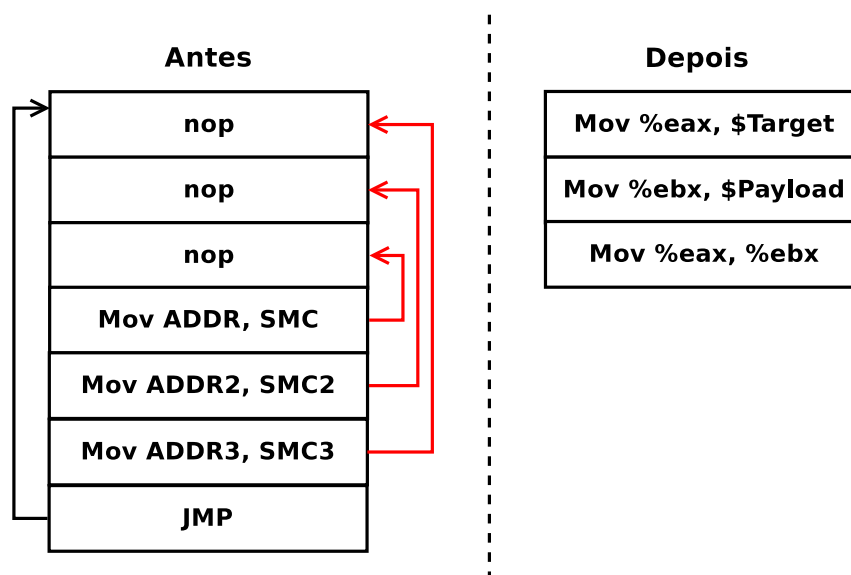 Antes
nop
nop
nop
Mov ADDR, SMC
Mov ADDR2, SMC2
Mov ADDR3, SMC3
JMP
Depois
Mov %eax, $Target
Mov %ebx, $Payload
Mov %eax, %ebx